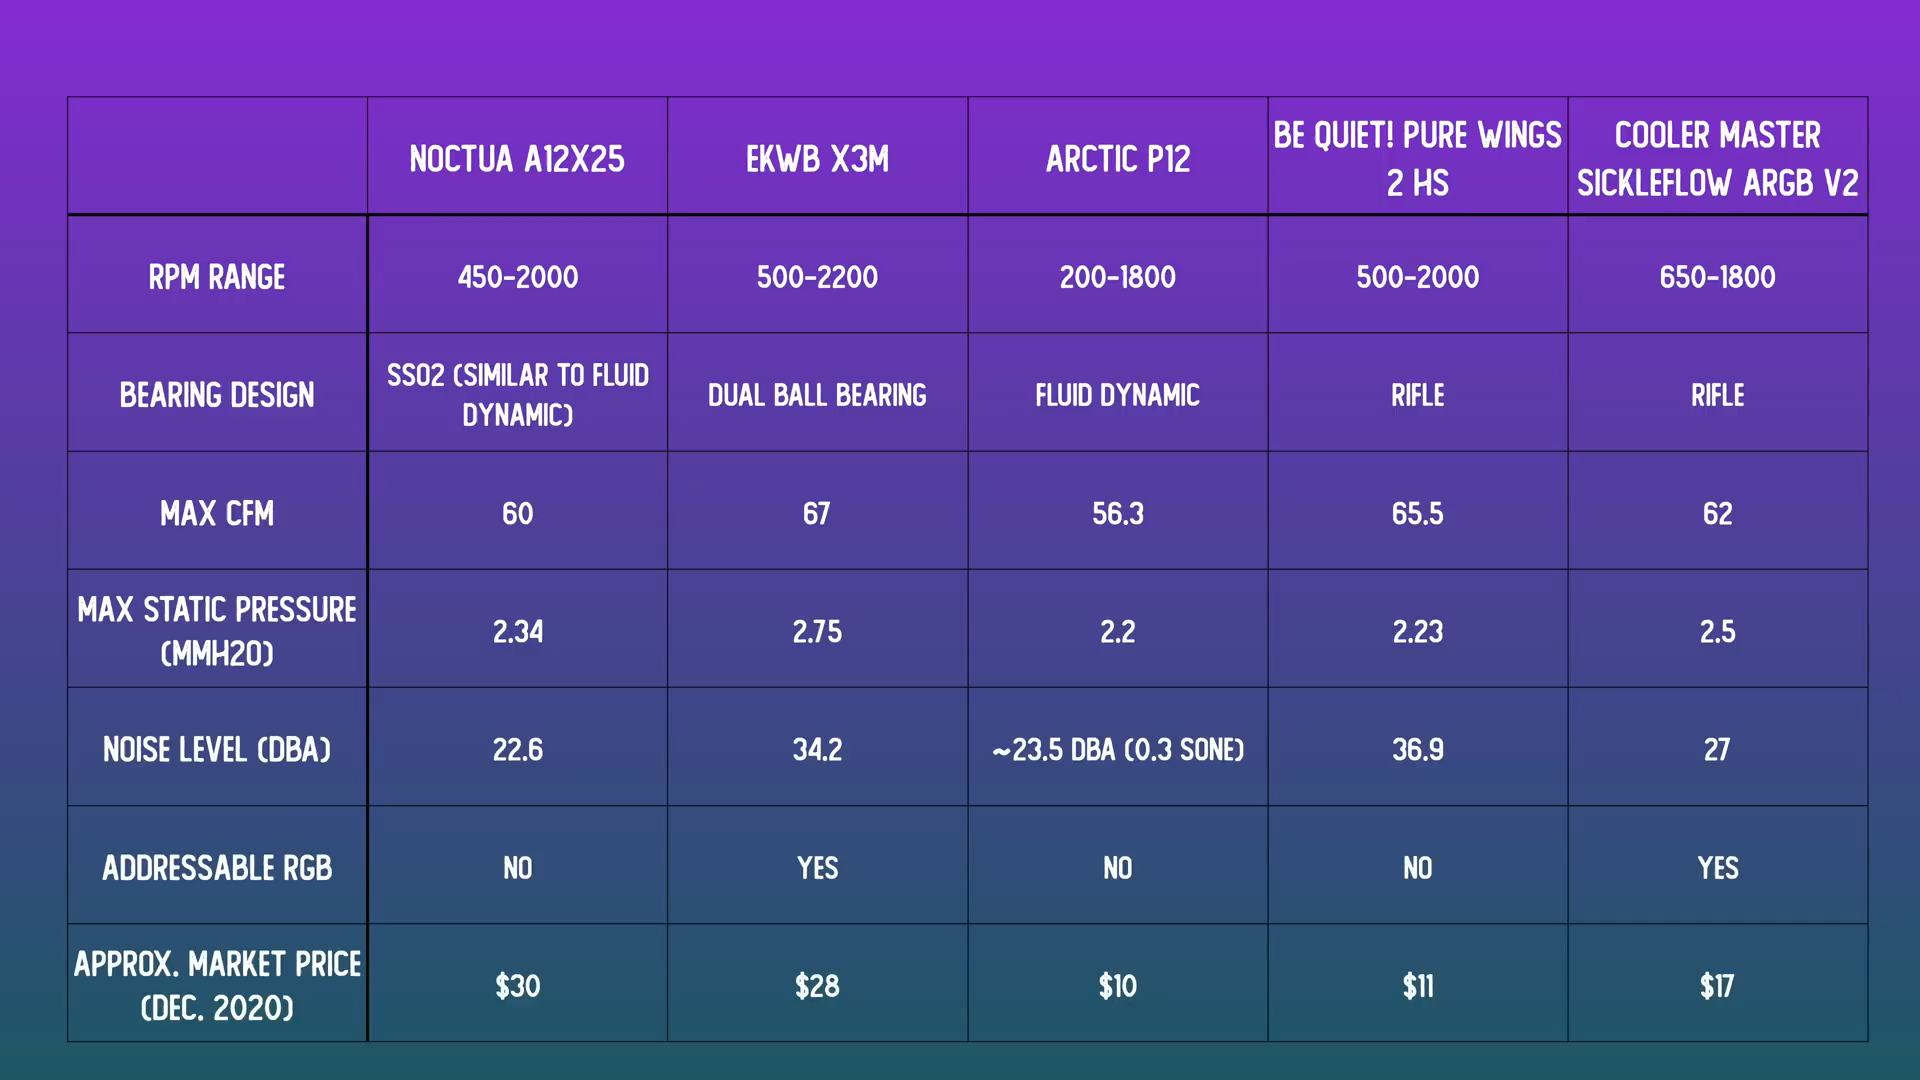 NOCTUA A12X25
EKWB X3M
ARCTIC P12
BE QUIET! PURE WINGS
2 HS
COOLER MASTER
SICKLEFLOW ARGB V2
RPM RANGE
450-2000
500-2200
200-1800
500-2000
650-1800
BEARING DESIGN
SSO2 (SIMILAR TO FLUID
DYNAMIC)
DUAL BALL BEARING
FLUID DYNAMIC
RIFLE
RIFLE
MAX CFM
60
67
56.3
65.5
62
MAX STATIC PRESSURE
(MMH2O)
2.34
2.75
2.2
2.23
2.5
NOISE LEVEL (DBA)
22.6
34.2
~23.5 DBA (0.3 SONE)
36.9
27
ADDRESSABLE RGB
NO
YES
NO
NO
YES
APPROX. MARKET PRICE
(DEC. 2020)
$30
$28
$10
$11
$17